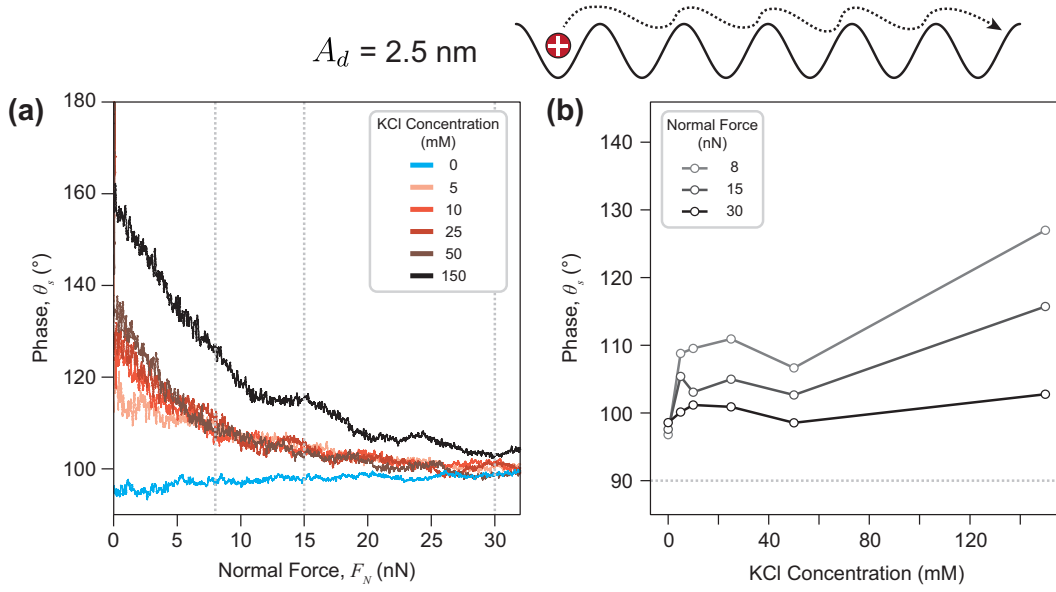 A_d = 2.5 nm
(a)
180
160
140
120
100
Phase, θ_s (°)
0
5
10
15
20
25
30
Normal Force, F_N (nN)
KCl Concentration
(mM)
0
5
10
25
50
150
(b)
140
130
120
110
100
90
Phase, θ_s (°)
0
40
80
120
KCl Concentration (mM)
Normal Force
(nN)
8
15
30